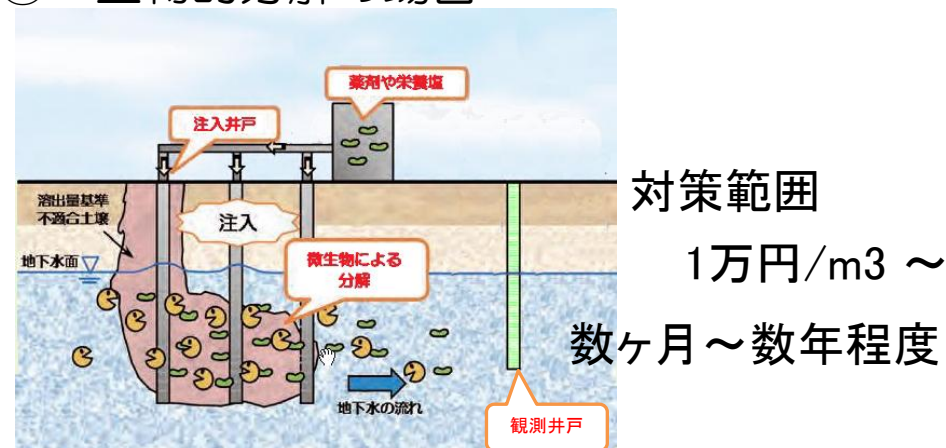 薬剤や栄養塩
注入井戸
溶出量基準
不適合土壌
注入
対策範囲
地下水面
微生物による
分解
1万円/m3 ～
数ヶ月～数年程度
地下水の流れ
観測井戸